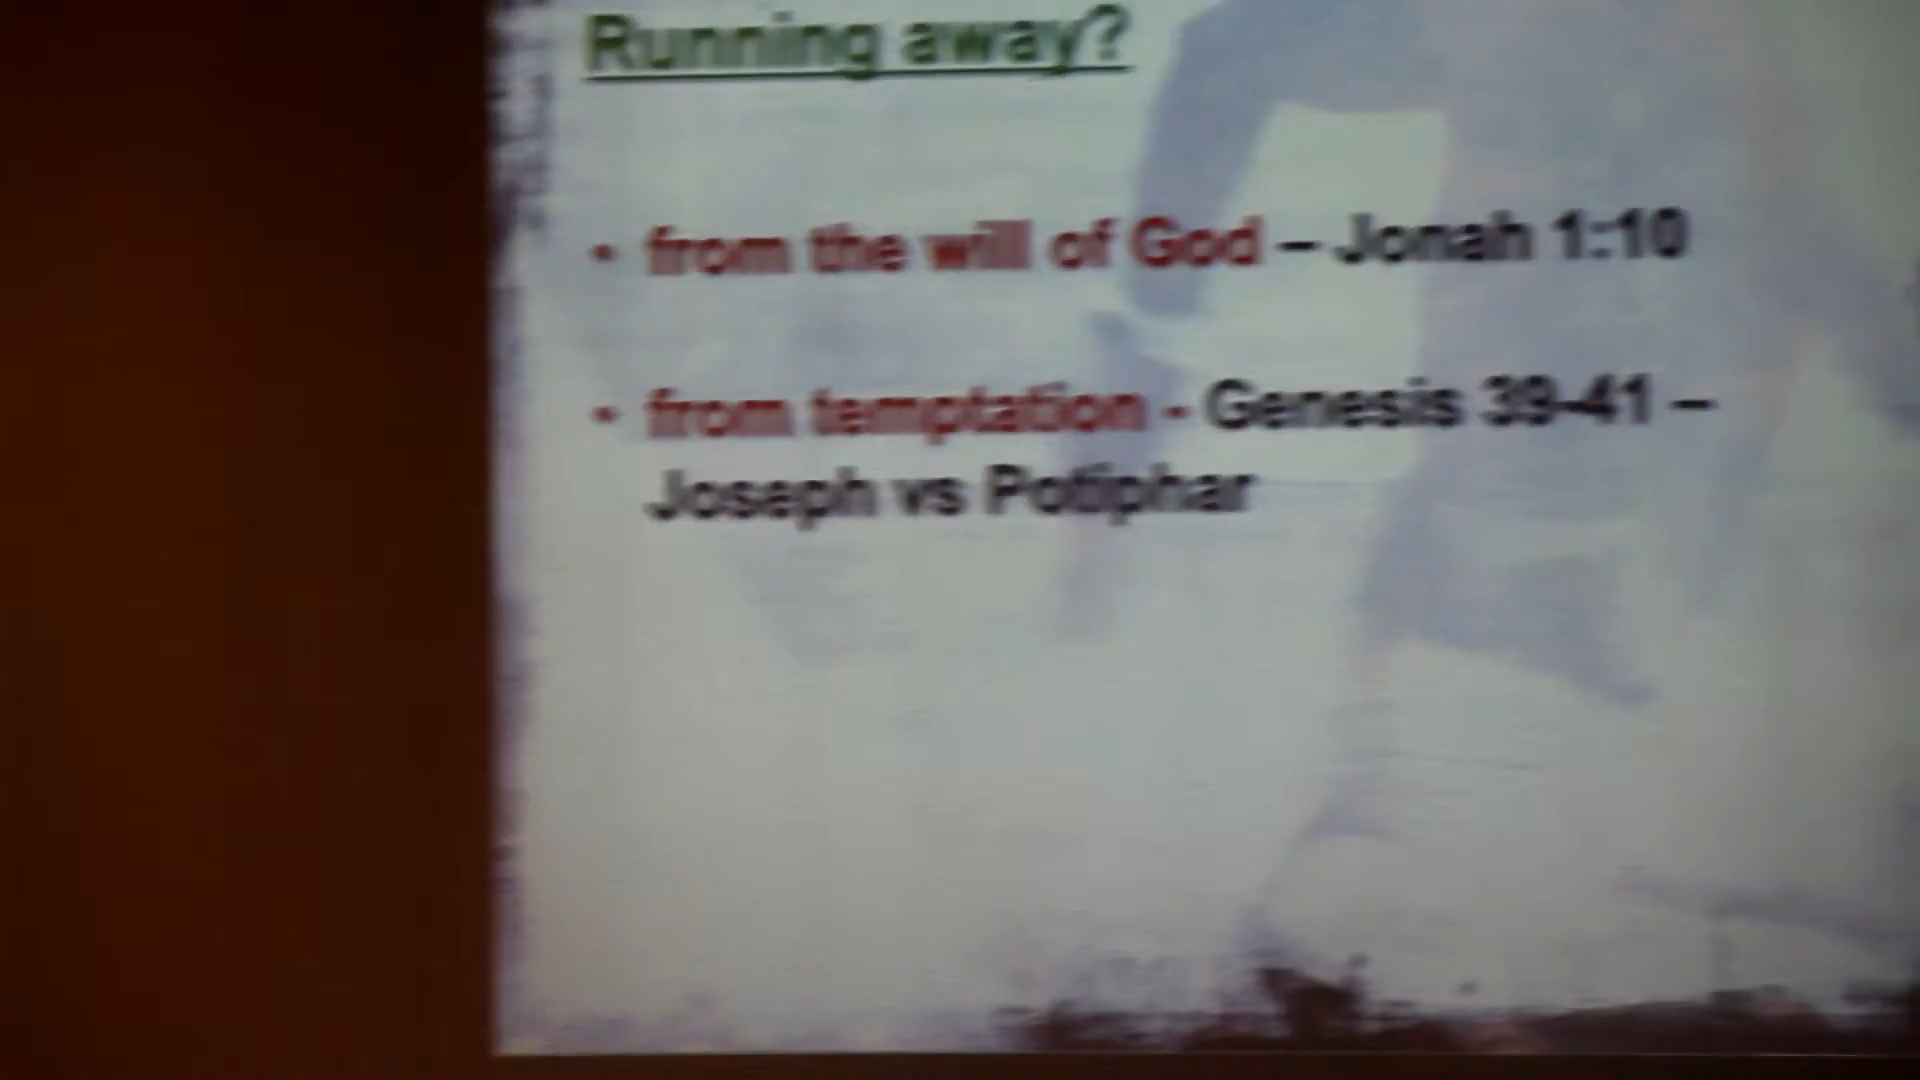 Running away?
• from the will of God – Jonah 1:10
• from temptation - Genesis 39-41 –
Joseph vs Potiphar